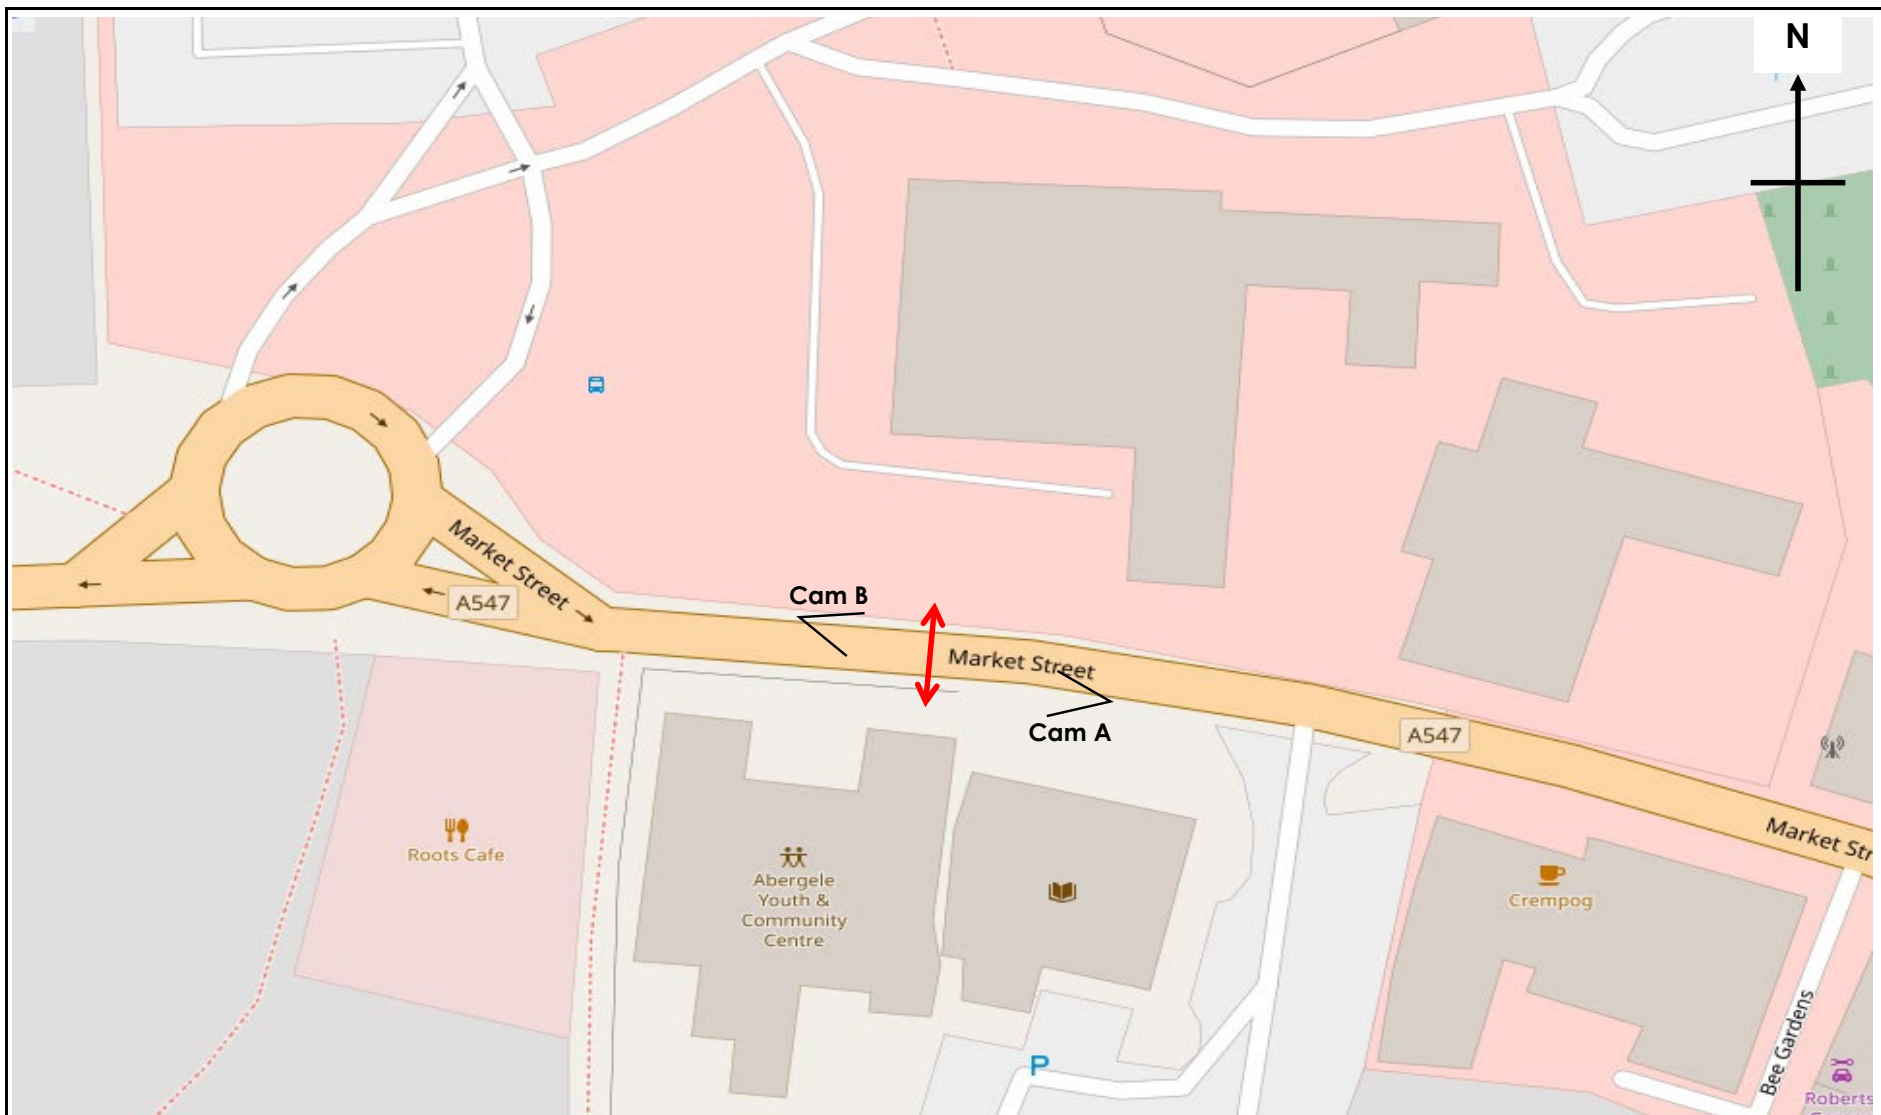 N
Market Street
A547
Cam B
Market Street
Cam A
A547
Market Str
Roots Cafe
Abergele
Youth &
Community
Centre
Crempog
P
Bee Gardens
Roberts